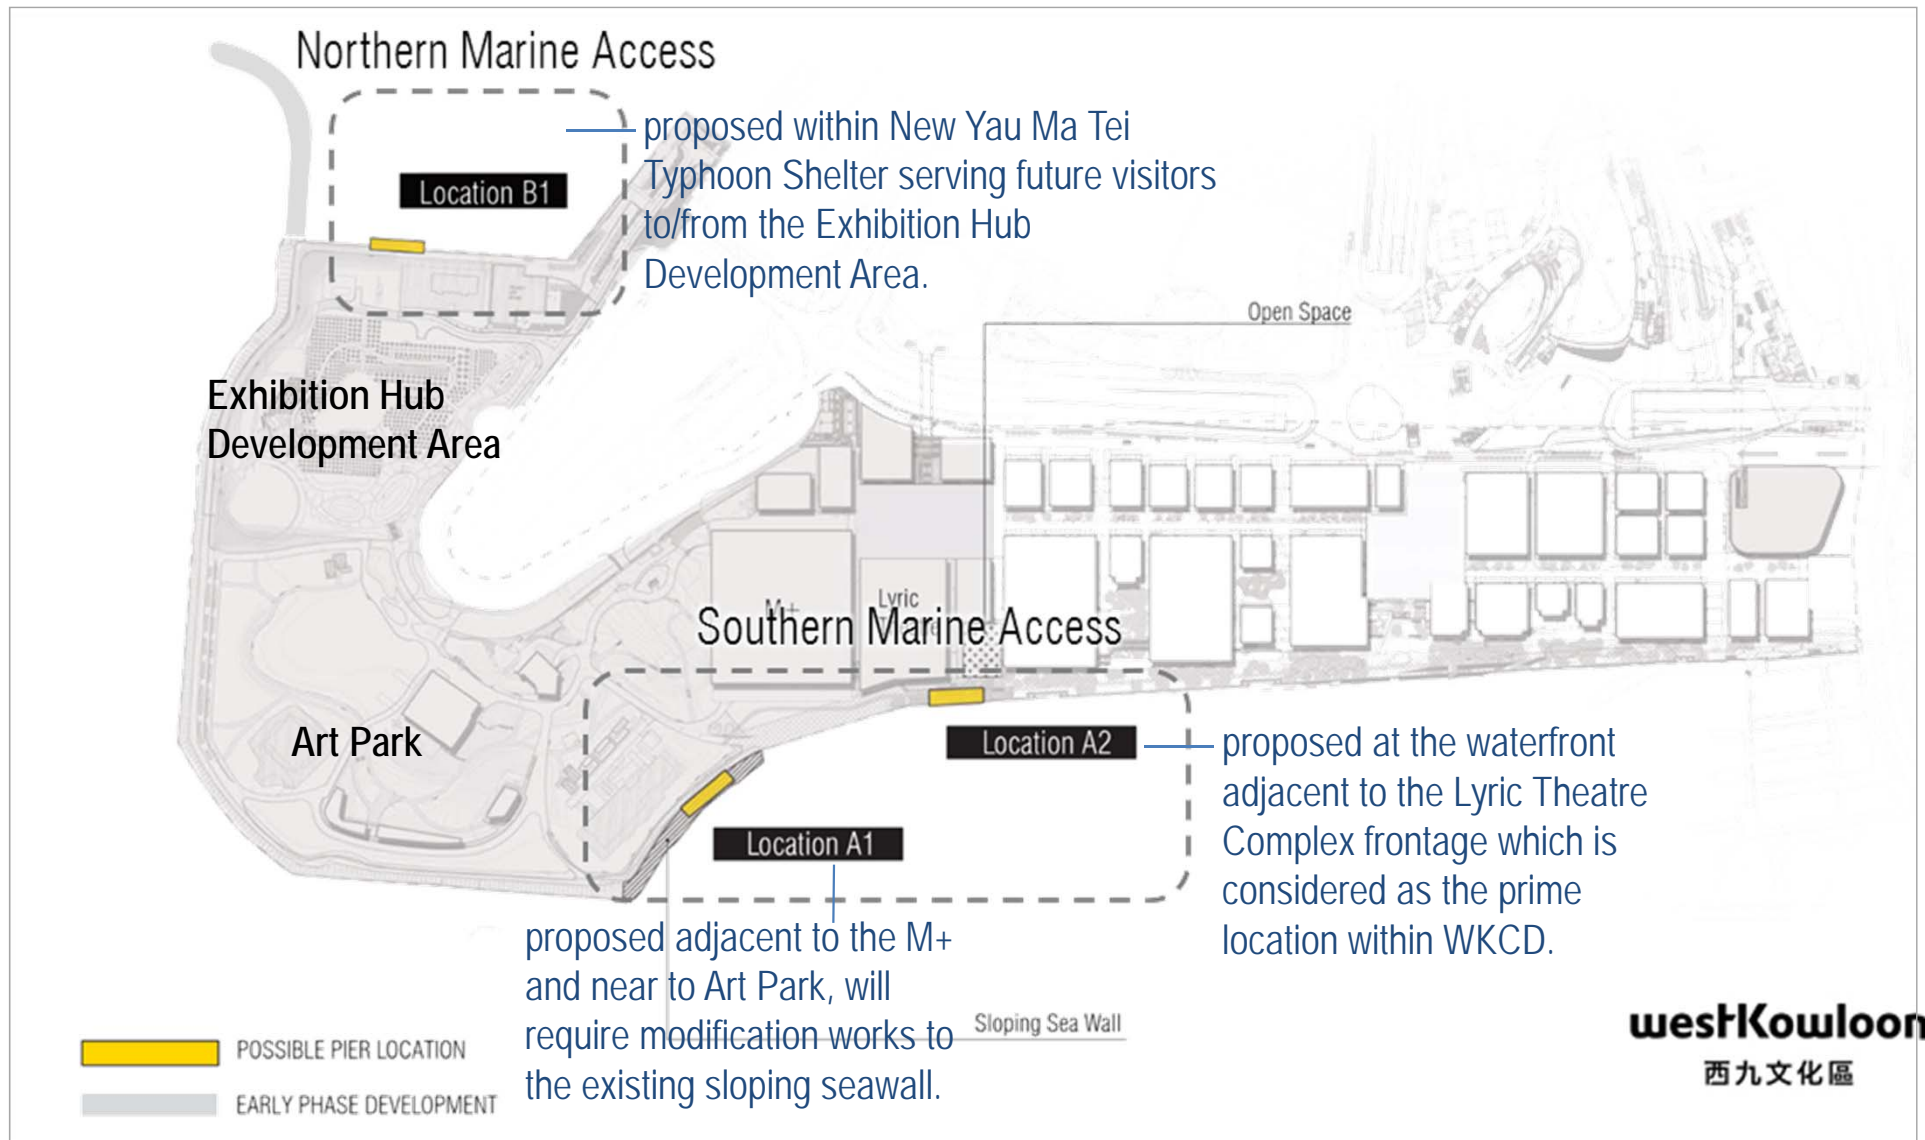 Northern Marine Access
proposed within New Yau Ma Tei
Typhoon Shelter serving future visitors
to/from the Exhibition Hub
Development Area.
Location B1
Open Space
Exhibition Hub
Development Area
M+
Lyric
Southern Marine Access
Art Park
Location A2
proposed at the waterfront
adjacent to the Lyric Theatre
Complex frontage which is
considered as the prime
location within WKCD.
Location A1
proposed adjacent to the M+
and near to Art Park, will
require modification works to
the existing sloping seawall.
Sloping Sea Wall
POSSIBLE PIER LOCATION
EARLY PHASE DEVELOPMENT
westKowloon
西九文化區